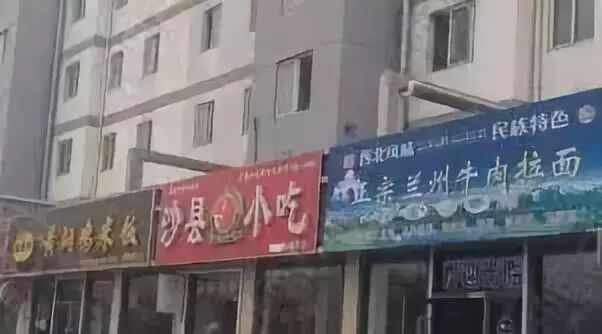 黄焖鸡米饭
沙县小吃
西北风味 民族特色
正宗兰州牛肉拉面